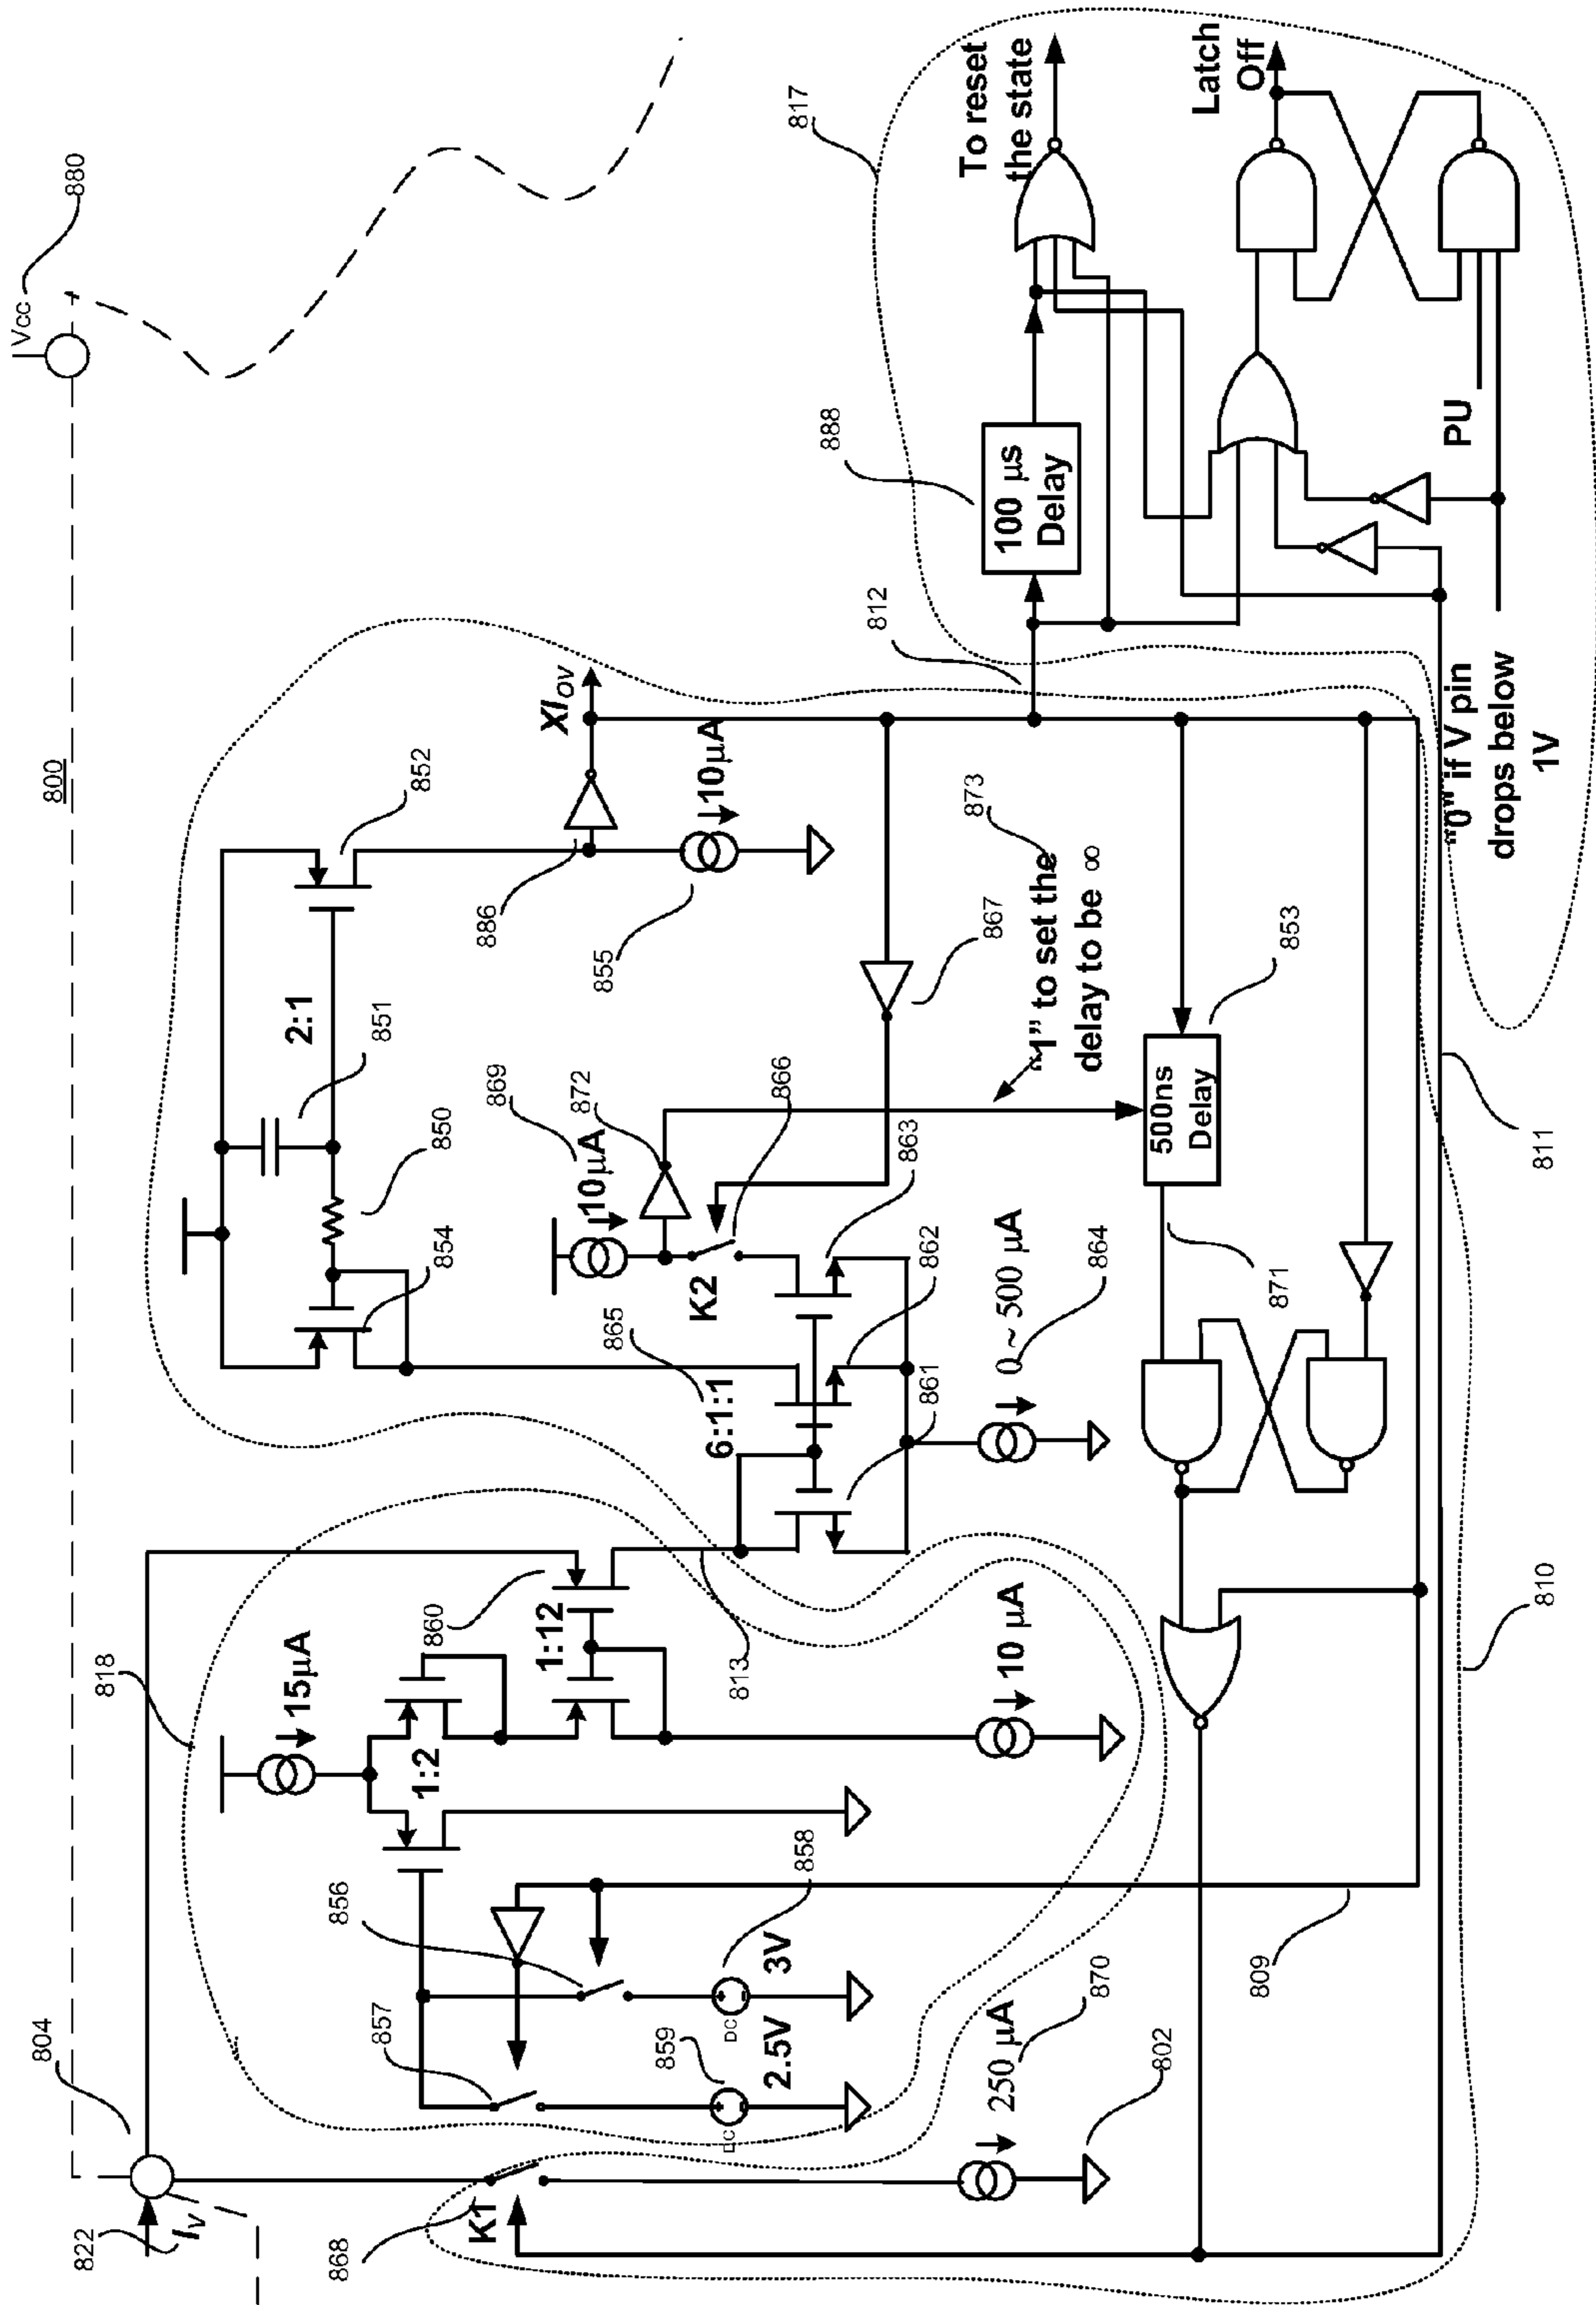 800
Vcc
880
804
822
I_V
818
15µA
860
1:2
1:12
813
10 µA
856
857
858
3V
859
DC
DC
2.5V
K1
868
250 µA
870
802
809
810
811
854
850
851
2:1
852
XI_OV
886
855
10µA
869
10µA
872
866
K2
865
6:1:1
863
862
861
0 ~ 500 µA
864
867
873
"1" to set the
delay to be ∞
853
500ns
Delay
871
812
817
888
100 µs
Delay
To reset
the state
Latch
Off
PU
"0" if V pin
drops below
1V